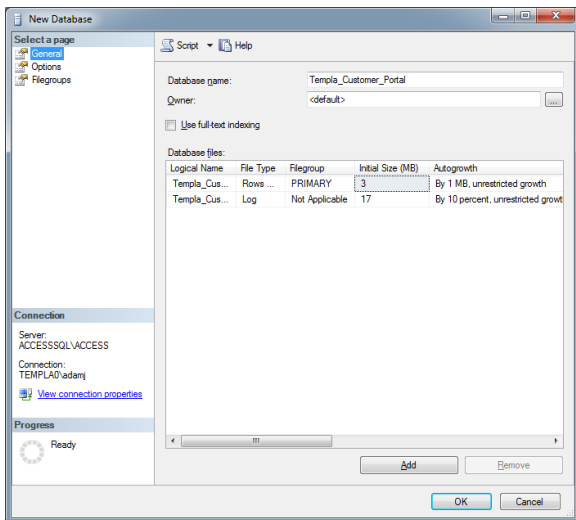 New Database
Select a page
General
Options
Filegroups
Script Help
Database name: Templa_Customer_Portal
Owner: <default> ...
Use full-text indexing
Database files:
Logical Name File Type Filegroup Initial Size (MB) Autogrowth
Templa_Cus... Rows ... PRIMARY 3 By 1 MB, unrestricted growth
Templa_Cus... Log Not Applicable 17 By 10 percent, unrestricted growt
Connection
Server:
ACCESSSQL\ACCESS
Connection:
TEMPLA0\adamj
View connection properties
Progress
Ready
Add Remove
OK Cancel